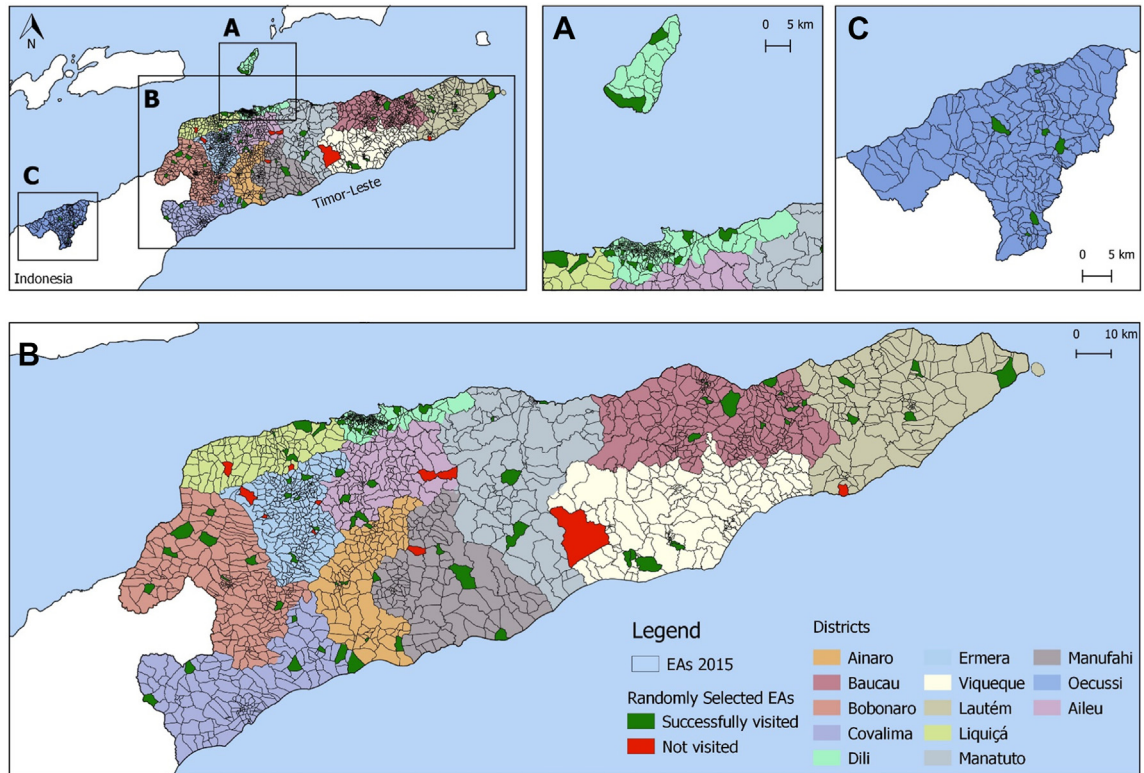 N
A
B
C
Timor-Leste
Indonesia
A
0 5 km
C
0 5 km
B
0 10 km
Legend
EAs 2015
Randomly Selected EAs
Successfully visited
Not visited
Districts
Ainaro
Baucau
Bobonaro
Covalima
Dili
Ermera
Viqueque
Lautém
Liquiçá
Manatuto
Manufahi
Oecussi
Aileu